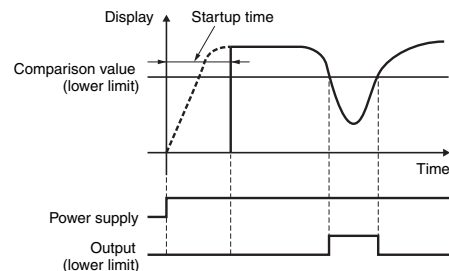 Display
Startup time
Comparison value
(lower limit)
Time
Power supply
Output
(lower limit)